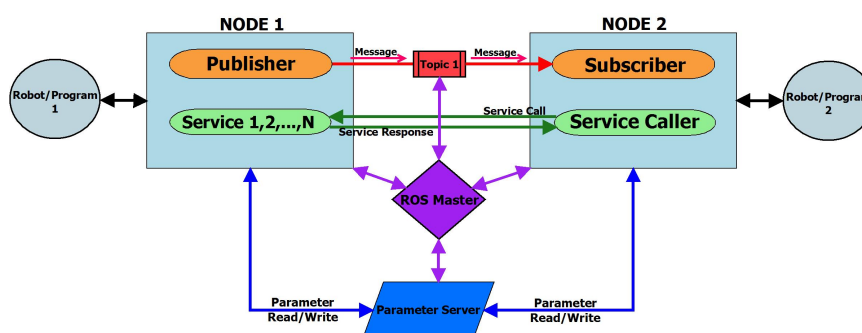 NODE 1
NODE 2
Message
Message
Publisher
Topic 1
Subscriber
Robot/Program
1
Robot/Program
2
Service Call
Service 1,2,...,N
Service Caller
Service Response
ROS Master
Parameter
Read/Write
Parameter Server
Parameter
Read/Write